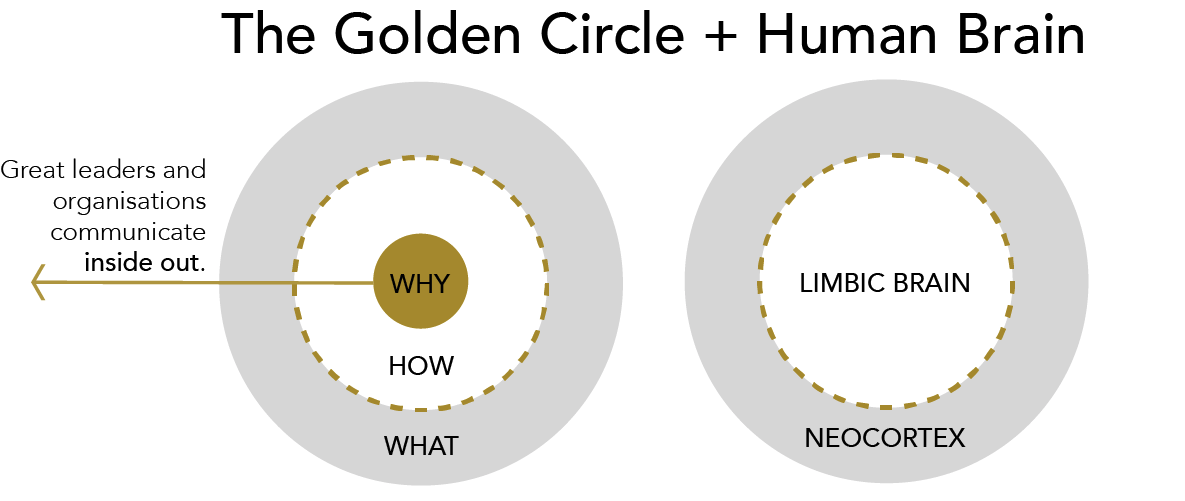 The Golden Circle + Human Brain
Great leaders and
organisations
communicate
inside out.
WHY
HOW
WHAT
LIMBIC BRAIN
NEOCORTEX